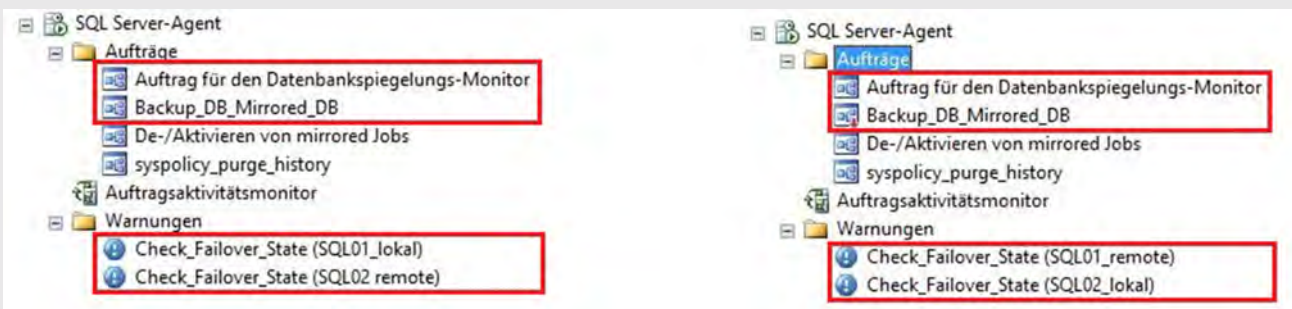 SQL Server-Agent
Aufträge
Auftrag für den Datenbankspiegelungs-Monitor
Backup_DB_Mirrored_DB
De-/Aktivieren von mirrored Jobs
syspolicy_purge_history
Auftragsaktivitätsmonitor
Warnungen
Check_Failover_State (SQL01_lokal)
Check_Failover_State (SQL02 remote)
SQL Server-Agent
Aufträge
Auftrag für den Datenbankspiegelungs-Monitor
Backup_DB_Mirrored_DB
De-/Aktivieren von mirrored Jobs
syspolicy_purge_history
Auftragsaktivitätsmonitor
Warnungen
Check_Failover_State (SQL01_remote)
Check_Failover_State (SQL02_lokal)